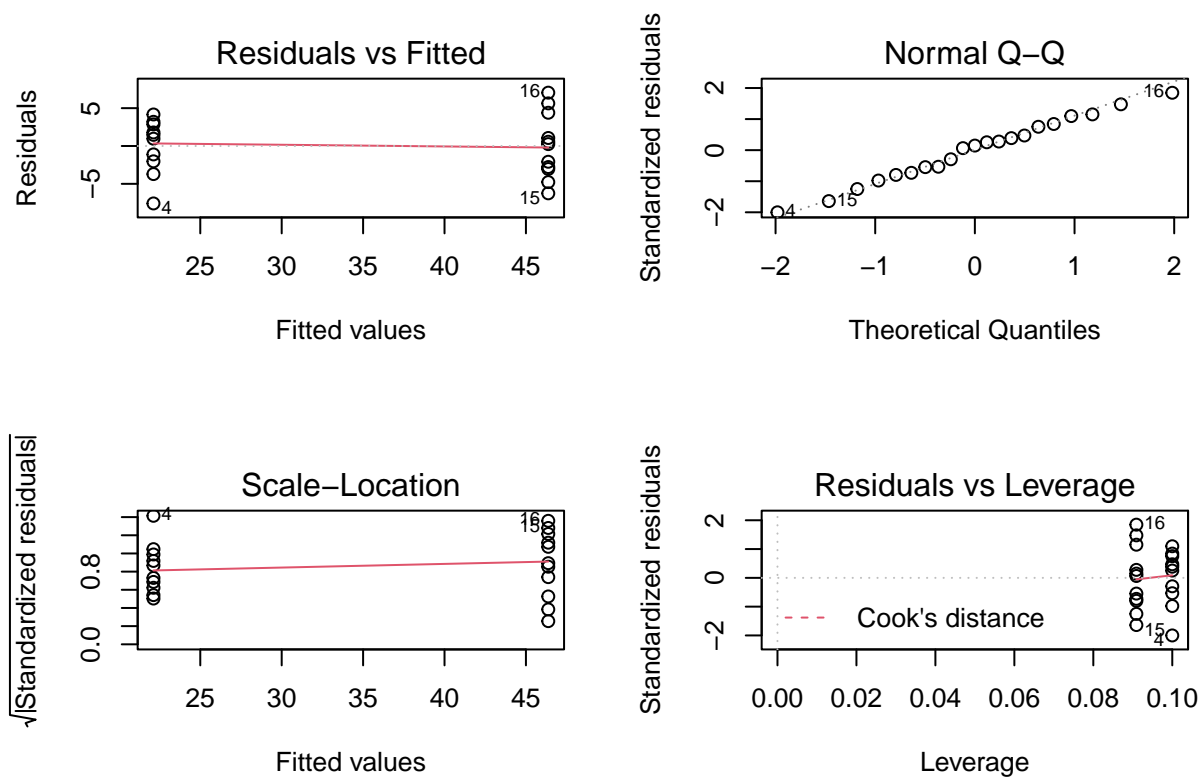 Residuals vs Fitted
Residuals
5
−5
16
15
4
25 30 35 40 45
Fitted values
Normal Q−Q
Standardized residuals
2
0
−2
16
15
4
−2 −1 0 1 2
Theoretical Quantiles
Scale−Location
√|Standardized residuals|
0.8
0.0
4
16
15
25 30 35 40 45
Fitted values
Residuals vs Leverage
Standardized residuals
2
0
−2
16
15
4
Cook's distance
0.00 0.02 0.04 0.06 0.08 0.10
Leverage